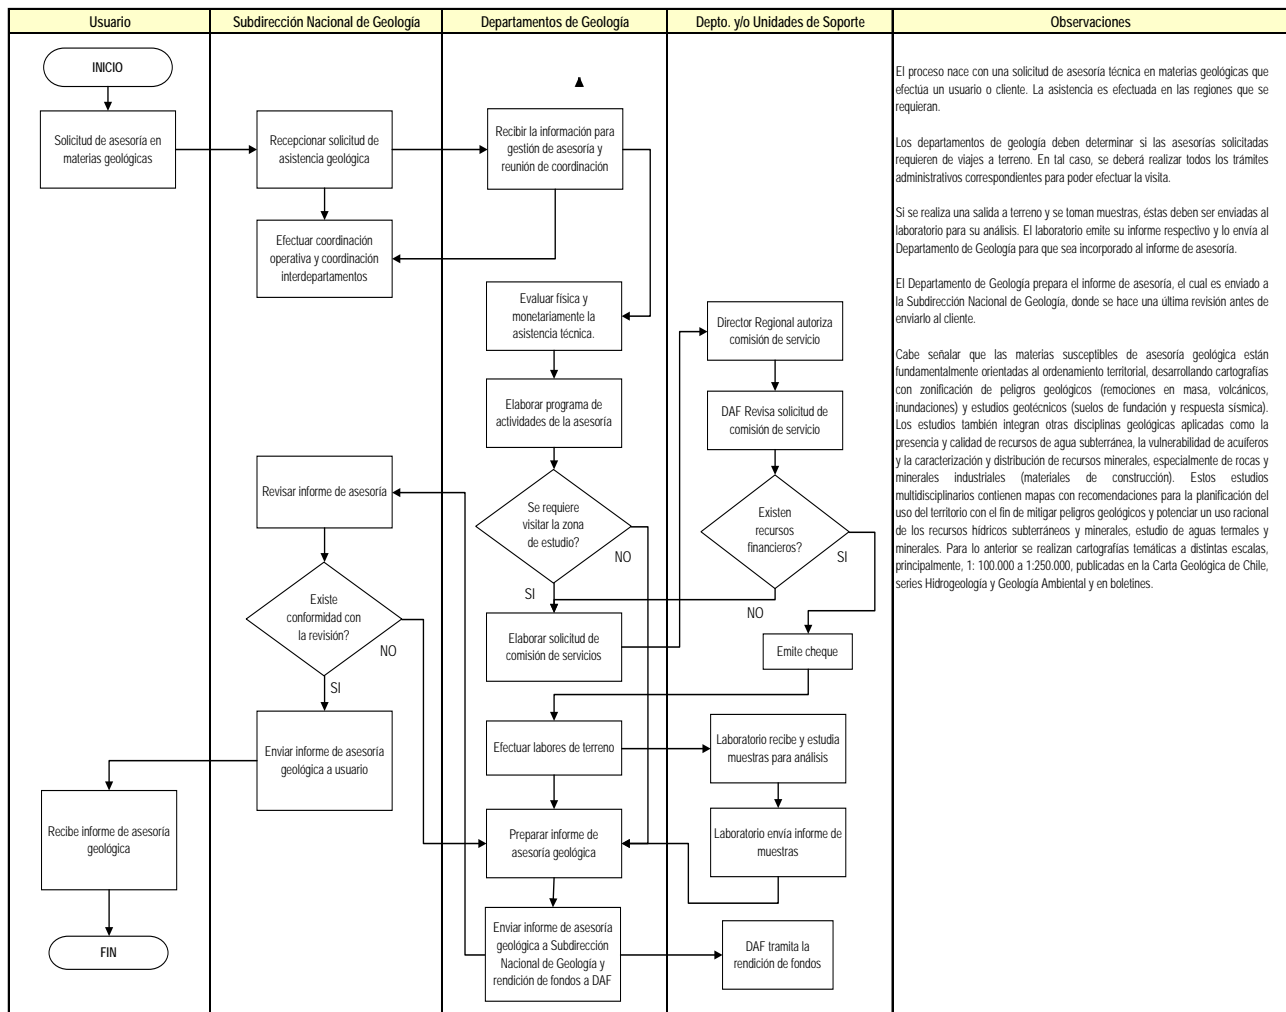 Usuario
Subdirección Nacional de Geología
Departamentos de Geología
Depto. y/o Unidades de Soporte
Observaciones
INICIO
Solicitud de asesoría en
materias geológicas
Recepcionar solicitud de
asistencia geológica
Recibir la información para
gestión de asesoría y
reunión de coordinación
Efectuar coordinación
operativa y coordinación
interdepartamentos
Evaluar física y
monetariamente la
asistencia técnica.
Director Regional autoriza
comisión de servicio
Elaborar programa de
actividades de la asesoría
DAF Revisa solicitud de
comisión de servicio
Revisar informe de asesoría
Se requiere
visitar la zona
de estudio?
NO
SI
Existen
recursos
financieros?
SI
NO
Existe
conformidad con
la revisión?
NO
SI
Elaborar solicitud de
comisión de servicios
Emite cheque
Enviar informe de asesoría
geológica a usuario
Efectuar labores de terreno
Laboratorio recibe y estudia
muestras para análisis
Recibe informe de asesoría
geológica
Preparar informe de
asesoría geológica
Laboratorio envía informe de
muestras
FIN
Enviar informe de asesoría
geológica a Subdirección
Nacional de Geología y
rendición de fondos a DAF
DAF tramita la
rendición de fondos
El proceso nace con una solicitud de asesoría técnica en materias geológicas que
efectúa un usuario o cliente. La asistencia es efectuada en las regiones que se
requieran.
Los departamentos de geología deben determinar si las asesorías solicitadas
requieren de viajes a terreno. En tal caso, se deberá realizar todos los trámites
administrativos correspondientes para poder efectuar la visita.
Si se realiza una salida a terreno y se toman muestras, éstas deben ser enviadas al
laboratorio para su análisis. El laboratorio emite su informe respectivo y lo envía al
Departamento de Geología para que sea incorporado al informe de asesoría.
El Departamento de Geología prepara el informe de asesoría, el cual es enviado a
la Subdirección Nacional de Geología, donde se hace una última revisión antes de
enviarlo al cliente.
Cabe señalar que las materias susceptibles de asesoría geológica están
fundamentalmente orientadas al ordenamiento territorial, desarrollando cartografías
con zonificación de peligros geológicos (remociones en masa, volcánicos,
inundaciones) y estudios geotécnicos (suelos de fundación y respuesta sísmica).
Los estudios también integran otras disciplinas geológicas aplicadas como la
presencia y calidad de recursos de agua subterránea, la vulnerabilidad de acuíferos
y la caracterización y distribución de recursos minerales, especialmente de rocas y
minerales industriales (materiales de construcción). Estos estudios
multidisciplinarios contienen mapas con recomendaciones para la planificación del
uso del territorio con el fin de mitigar peligros geológicos y potenciar un uso racional
de los recursos hídricos subterráneos y minerales, estudio de aguas termales y
minerales. Para lo anterior se realizan cartografías temáticas a distintas escalas,
principalmente, 1: 100.000 a 1:250.000, publicadas en la Carta Geológica de Chile,
series Hidrogeología y Geología Ambiental y en boletines.